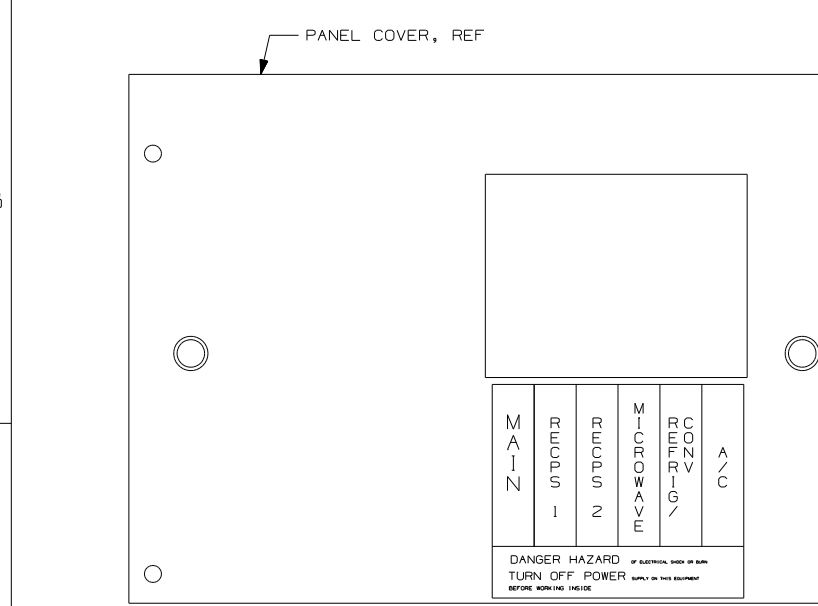 PANEL COVER, REF
MAIN
RECPS 1
RECPS 2
MICROWAVE
REFRIG/
CONV
A/C
DANGER HAZARD OF ELECTRICAL SHOCK OR BURN
TURN OFF POWER SUPPLY ON THIS EQUIPMENT
BEFORE WORKING INSIDE